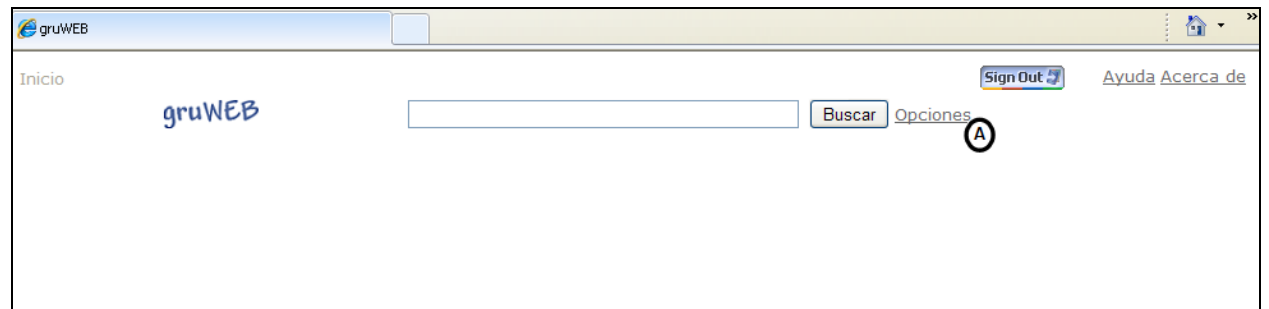 gruWEB
»
Inicio Sign Out Ayuda Acerca de
gruWEB Buscar Opciones
A